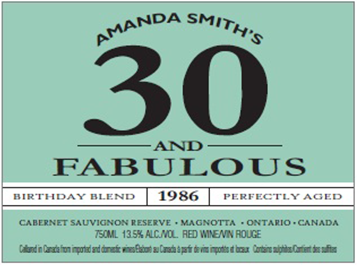 AMANDA SMITH'S
30
AND
FABULOUS
BIRTHDAY BLEND 1986 PERFECTLY AGED
CABERNET SAUVIGNON RESERVE • MAGNOTTA • ONTARIO • CANADA
750ML 13.5% ALC./VOL. RED WINE/VIN ROUGE
Cellared in Canada from imported and domestic wines/Élaboré au Canada à partir de vins importés et locaux Contains sulphites/Contient des sulfites